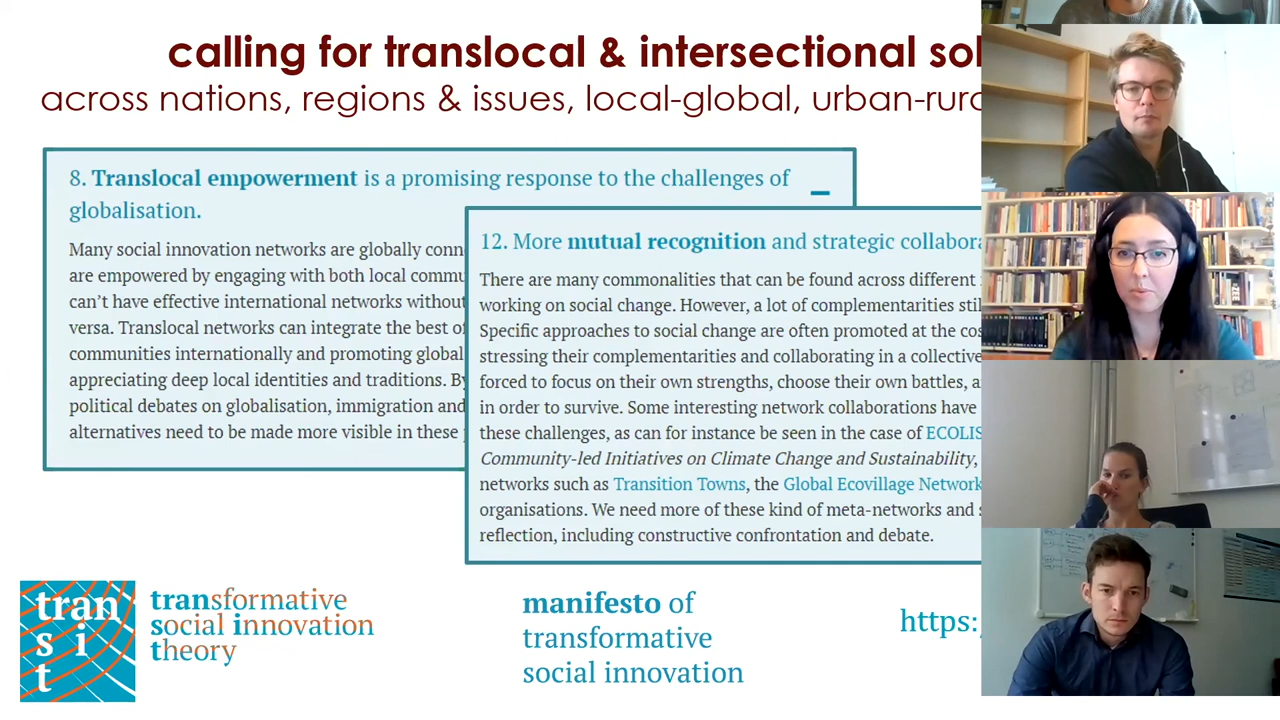 calling for translocal & intersectional
across nations, regions & issues, local-global,
8. Translocal empowerment is a promising response to the challenges of
globalisation.
Many social innovation networks are globally
are empowered by engaging with both local
can't have effective international networks without
versa. Translocal networks can integrate the best of
communities internationally and promoting global
appreciating deep local identities and traditions.
political debates on globalisation, immigration and
alternatives need to be made more visible in these
12. More mutual recognition and strategic
There are many commonalities that can be found across different
working on social change. However, a lot of complementarities
Specific approaches to social change are often promoted at the
stressing their complementarities and collaborating in a collective
forced to focus on their own strengths, choose their own battles,
in order to survive. Some interesting network collaborations have
these challenges, as can for instance be seen in the case of
Community-led Initiatives on Climate Change and Sustainability,
networks such as Transition Towns, the Global Ecovillage Network
organisations. We need more of these kind of meta-networks and
reflection, including constructive confrontation and debate.
tran
s i
t
transformative
social innovation
theory
manifesto of
transformative
social innovation
https: